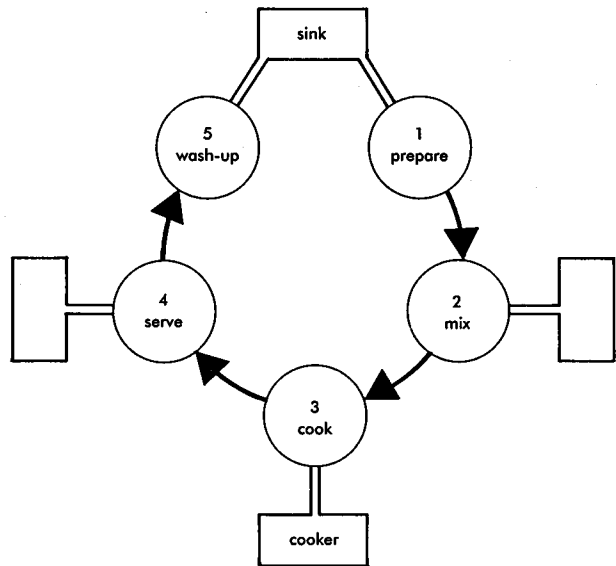 sink
5
wash-up
1
prepare
4
serve
2
mix
3
cook
cooker